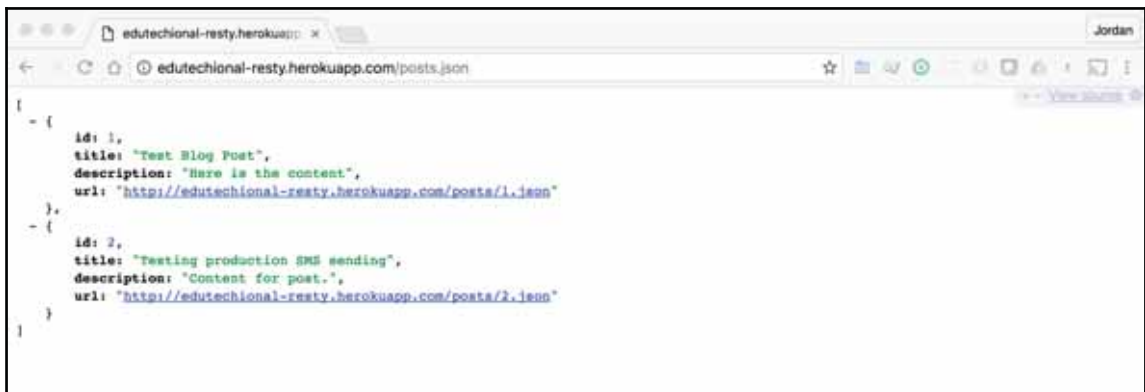 edutechional-resty.herokuapp
Jordan
edutechional-resty.herokuapp.com/posts.json
View source
[
- {
id: 1,
title: "Test Blog Post",
description: "Here is the content",
url: "http://edutechional-resty.herokuapp.com/posts/1.json"
},
- {
id: 2,
title: "Testing production SMS sending",
description: "Content for post.",
url: "http://edutechional-resty.herokuapp.com/posts/2.json"
}
]